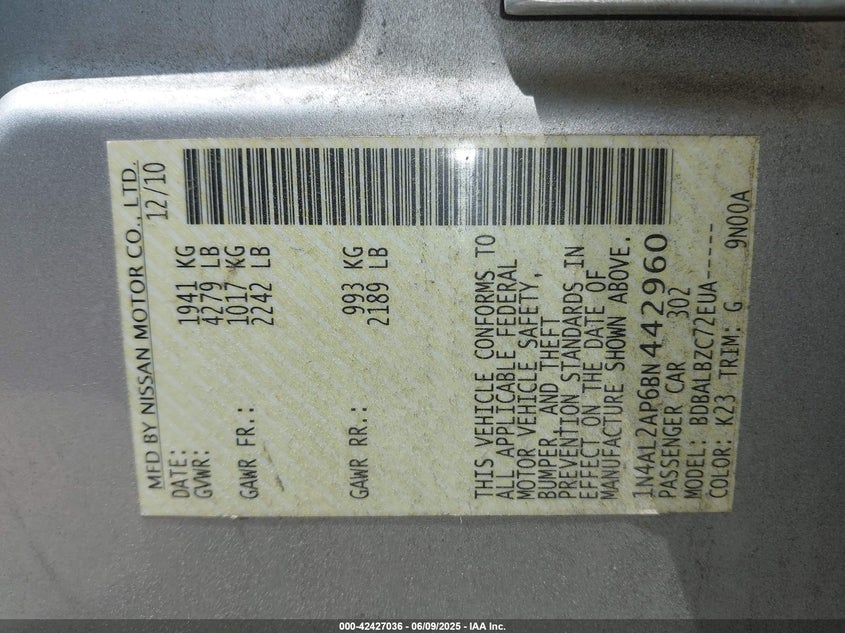 MFD BY NISSAN MOTOR CO., LTD.
DATE: 12/10
GVWR: 1941 KG
4279 LB
GAWR FR.: 1017 KG
2242 LB
GAWR RR.: 993 KG
2189 LB
THIS VEHICLE CONFORMS TO
ALL APPLICABLE FEDERAL
MOTOR VEHICLE SAFETY,
BUMPER, AND THEFT
PREVENTION STANDARDS IN
EFFECT ON THE DATE OF
MANUFACTURE SHOWN ABOVE.
1N4AL2AP6BN442960
PASSENGER CAR 302
MODEL: BDBALBZC72EUA-----
COLOR: K23 TRIM: G 9N00A
000-42427036 - 06/09/2025 - IAA Inc.